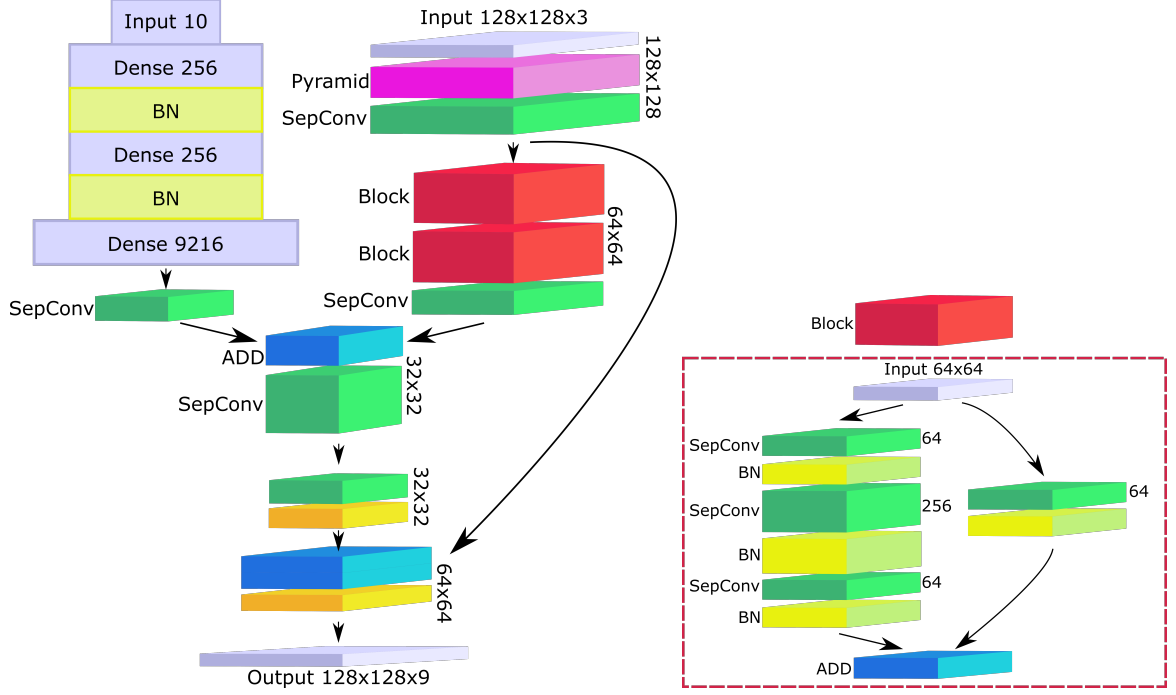 Input 10
Dense 256
BN
Dense 256
BN
Dense 9216
SepConv
Input 128x128x3
Pyramid
SepConv
128x128
Block
Block
SepConv
64x64
ADD
SepConv
32x32
32x32
64x64
Output 128x128x9
Block
Input 64x64
SepConv
64
BN
SepConv
256
BN
SepConv
64
BN
64
ADD